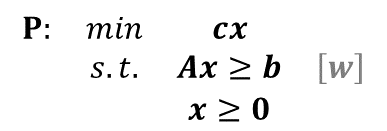 P: min cx
s.t. Ax ≥ b [w]
x ≥ 0